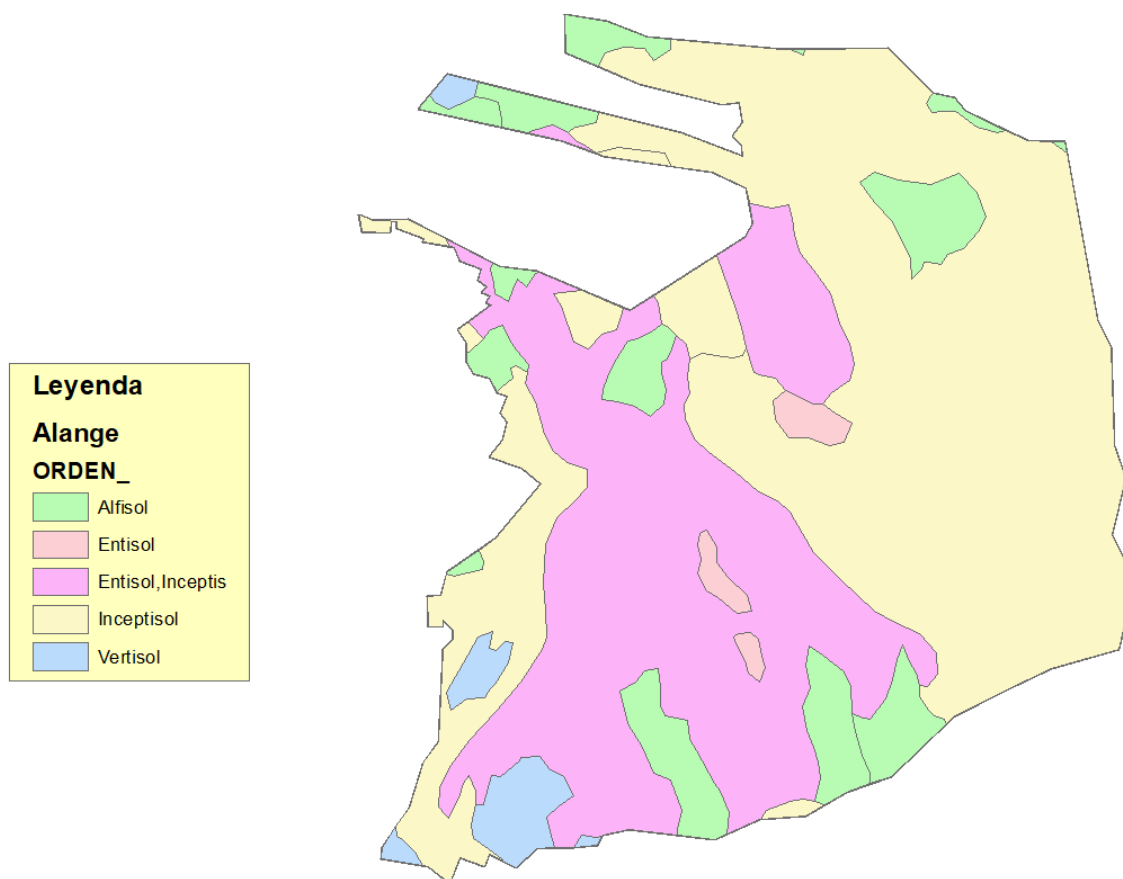 Leyenda
Alange
ORDEN_
Alfisol
Entisol
Entisol,Inceptis
Inceptisol
Vertisol